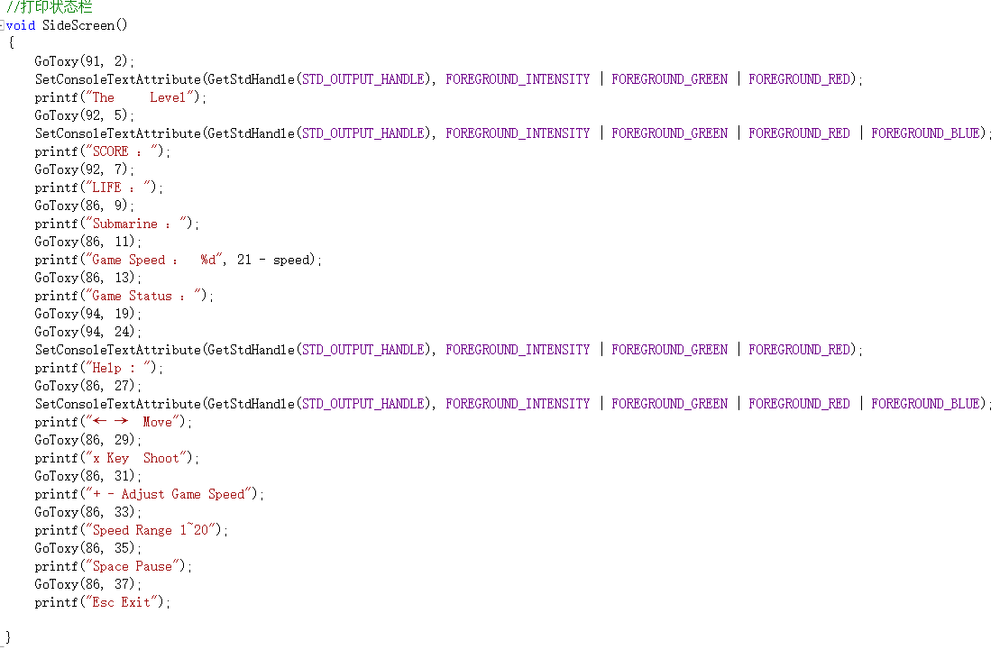 //打印状态栏
void SideScreen()
{
    GoToxy(91, 2);
    SetConsoleTextAttribute(GetStdHandle(STD_OUTPUT_HANDLE), FOREGROUND_INTENSITY | FOREGROUND_GREEN | FOREGROUND_RED);
    printf("The     Level");
    GoToxy(92, 5);
    SetConsoleTextAttribute(GetStdHandle(STD_OUTPUT_HANDLE), FOREGROUND_INTENSITY | FOREGROUND_GREEN | FOREGROUND_RED | FOREGROUND_BLUE);
    printf("SCORE：");
    GoToxy(92, 7);
    printf("LIFE：");
    GoToxy(86, 9);
    printf("Submarine：");
    GoToxy(86, 11);
    printf("Game Speed：  %d", 21 - speed);
    GoToxy(86, 13);
    printf("Game Status：");
    GoToxy(94, 19);
    GoToxy(94, 24);
    SetConsoleTextAttribute(GetStdHandle(STD_OUTPUT_HANDLE), FOREGROUND_INTENSITY | FOREGROUND_GREEN | FOREGROUND_RED);
    printf("Help : ");
    GoToxy(86, 27);
    SetConsoleTextAttribute(GetStdHandle(STD_OUTPUT_HANDLE), FOREGROUND_INTENSITY | FOREGROUND_GREEN | FOREGROUND_RED | FOREGROUND_BLUE);
    printf("← →  Move");
    GoToxy(86, 29);
    printf("x Key  Shoot");
    GoToxy(86, 31);
    printf("+ - Adjust Game Speed");
    GoToxy(86, 33);
    printf("Speed Range 1~20");
    GoToxy(86, 35);
    printf("Space Pause");
    GoToxy(86, 37);
    printf("Esc Exit");
}